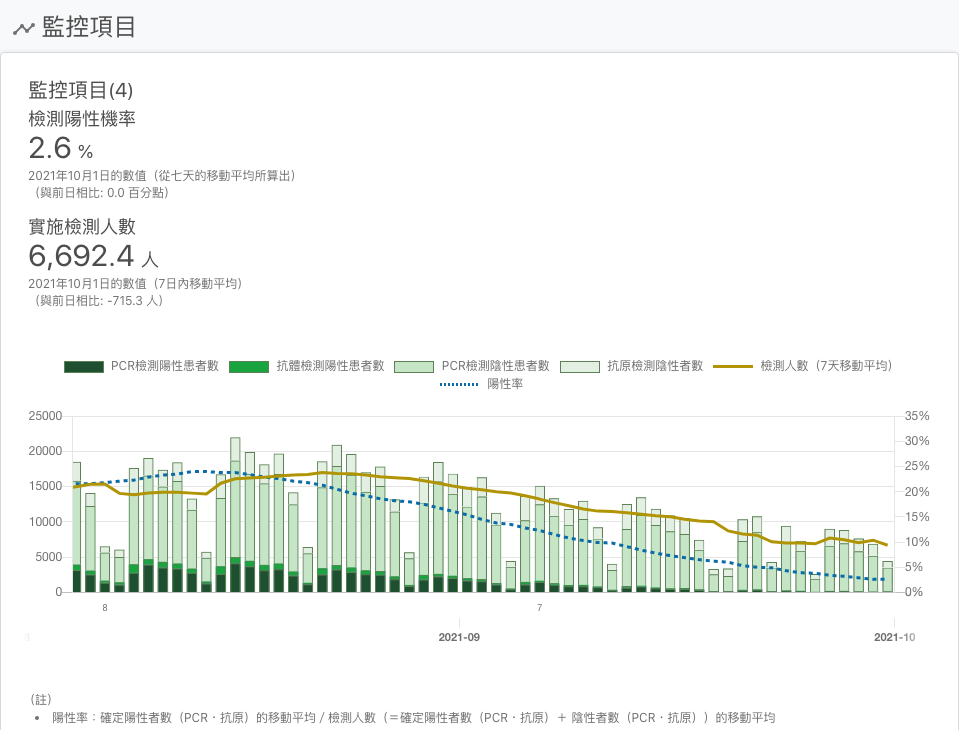 監控項目
監控項目(4)
檢測陽性機率
2.6 %
2021年10月1日的數值（從七天的移動平均所算出）
（與前日相比: 0.0 百分點）
實施檢測人數
6,692.4 人
2021年10月1日的數值（7日內移動平均）
（與前日相比: -715.3 人）
PCR檢測陽性患者數 抗體檢測陽性患者數 PCR檢測陰性患者數 抗原檢測陰性者數 檢測人數（7天移動平均）
陽性率
25000 35%
30%
20000
25%
15000 20%
15%
10000
10%
5000
5%
0 0%
8 7
2021-09 2021-10
（註）
• 陽性率：確定陽性者數（PCR・抗原）的移動平均 / 檢測人數（＝確定陽性者數（PCR・抗原）＋ 陰性者數（PCR・抗原））的移動平均